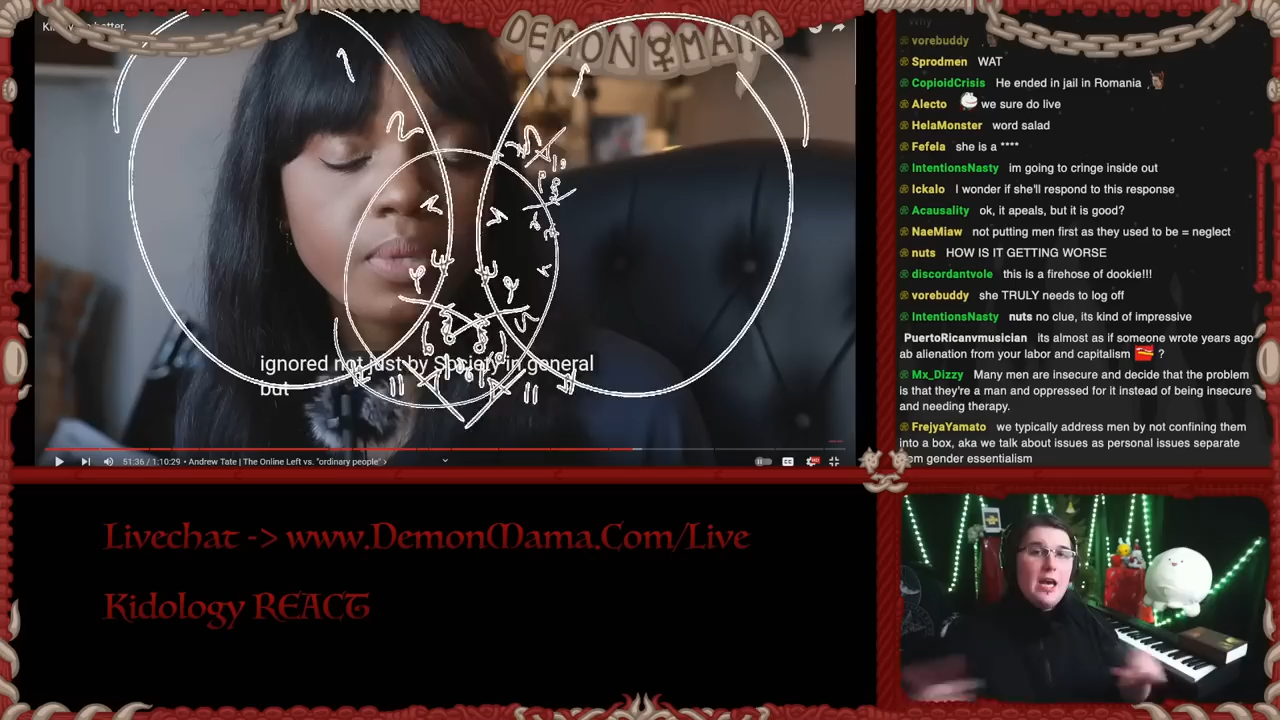 DEMON MAMA
ignored not just by Society in general
but
51:36 / 1:10:29 • Andrew Tate | The Online Left vs. "ordinary people" ›
CC
HD
vorebuddy
Sprodmen WAT
CopioidCrisis He ended in jail in Romania
Alecto we sure do live
HelaMonster word salad
Fefela she is a ****
IntentionsNasty im going to cringe inside out
Ickalo I wonder if she'll respond to this response
Acausality ok, it apeals, but it is good?
NaeMiaw not putting men first as they used to be = neglect
nuts HOW IS IT GETTING WORSE
discordantvole this is a firehose of dookie!!!
vorebuddy she TRULY needs to log off
IntentionsNasty nuts no clue, its kind of impressive
PuertoRicanvmusician its almost as if someone wrote years ago
ab alienation from your labor and capitalism ?
Mx_Dizzy Many men are insecure and decide that the problem
is that they're a man and oppressed for it instead of being insecure
and needing therapy.
FrejyaYamato we typically address men by not confining them
into a box, aka we talk about issues as personal issues separate
em gender essentialism
Livechat -> www.DemonMama.Com/Live
Kidology REACT